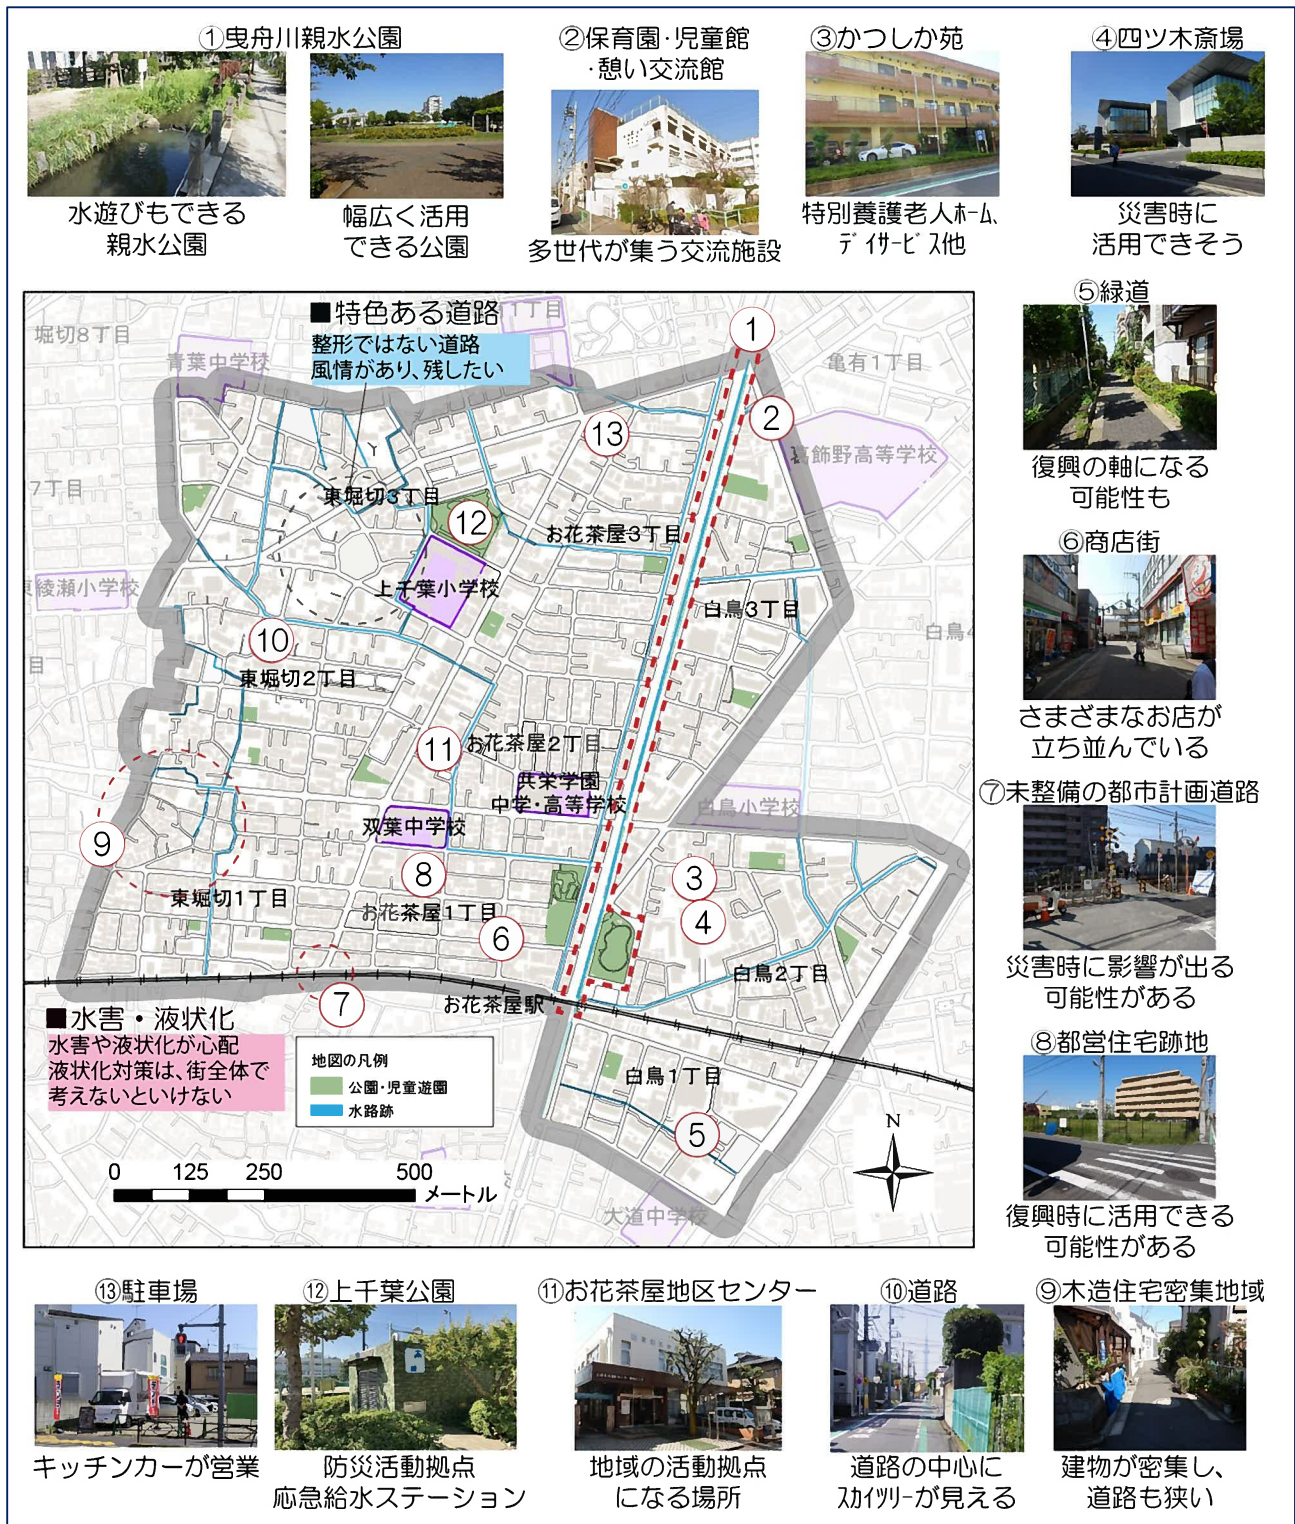 ①曳舟川親水公園
水遊びもできる
親水公園
幅広く活用
できる公園
②保育園・児童館
・憩い交流館
多世代が集う交流施設
③かつしか苑
特別養護老人ホーム、
デイサービス他
④四ツ木斎場
災害時に
活用できそう
⑤緑道
復興の軸になる
可能性も
⑥商店街
さまざまなお店が
立ち並んでいる
⑦未整備の都市計画道路
災害時に影響が出る
可能性がある
⑧都営住宅跡地
復興時に活用できる
可能性がある
■特色ある道路
整形ではない道路
風情があり、残したい
堀切8丁目
青葉中学校
1丁目
亀有1丁目
葛飾野高等学校
7丁目
①
②
⑬
東堀切3丁目
⑫
お花茶屋3丁目
上千葉小学校
東綾瀬小学校
白鳥3丁目
白鳥4
⑩
東堀切2丁目
目
⑪
お花茶屋2丁目
共栄学園
中学・高等学校
白鳥小学校
双葉中学校
⑨
⑧
③
東堀切1丁目
お花茶屋1丁目
④
⑥
白鳥2丁目
⑦
お花茶屋駅
■水害・液状化
水害や液状化が心配
液状化対策は、街全体で
考えないといけない
地図の凡例
公園・児童遊園
水路跡
白鳥1丁目
⑤
N
0 125 250 500
メートル
大道中学校
⑬駐車場
キッチンカーが営業
⑫上千葉公園
防災活動拠点
応急給水ステーション
⑪お花茶屋地区センター
地域の活動拠点
になる場所
⑩道路
道路の中心に
スカイツリーが見える
⑨木造住宅密集地域
建物が密集し、
道路も狭い